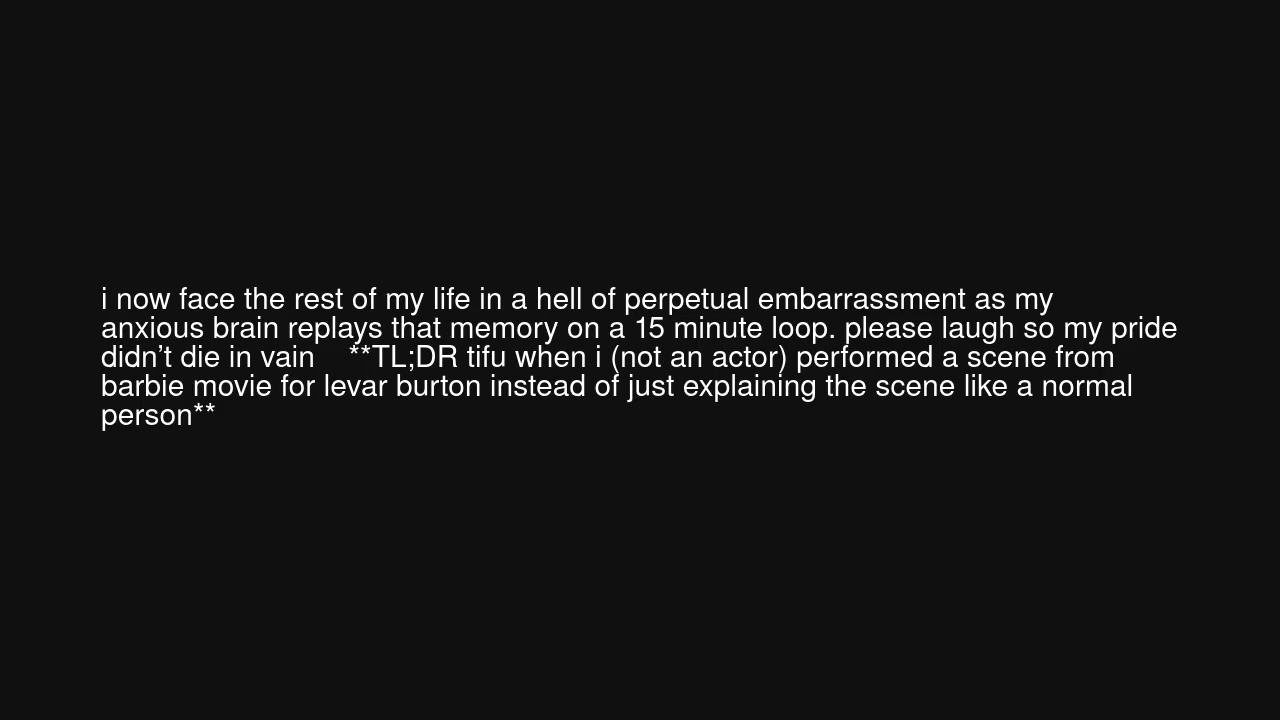 i now face the rest of my life in a hell of perpetual embarrassment as my
anxious brain replays that memory on a 15 minute loop. please laugh so my pride
didn’t die in vain    **TL;DR tifu when i (not an actor) performed a scene from
barbie movie for levar burton instead of just explaining the scene like a normal
person**